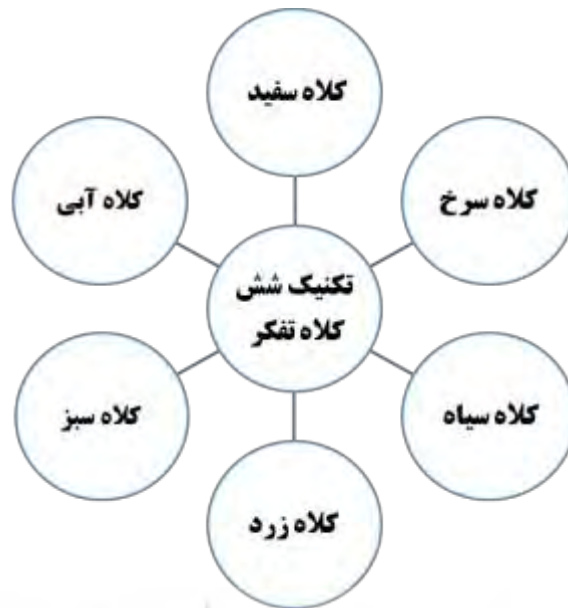 کلاه سفید
کلاه سرخ
کلاه آبی
تکنیک شش
کلاه تفکر
کلاه سیاه
کلاه سبز
کلاه زرد